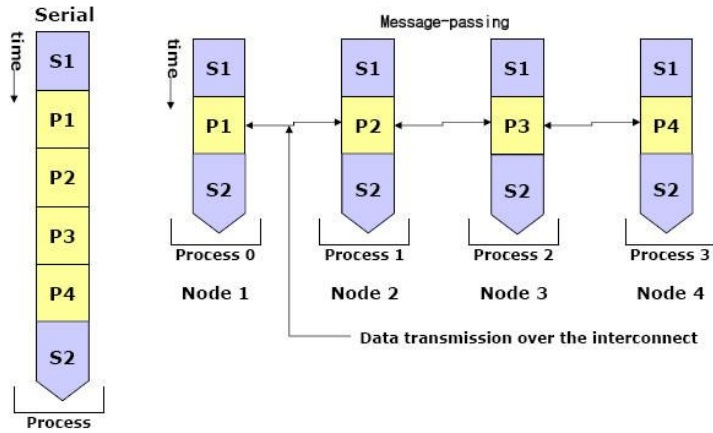 Serial
time
S1
P1
P2
P3
P4
S2
Process
Message-passing
time
S1 S1 S1 S1
P1 P2 P3 P4
S2 S2 S2 S2
Process 0 Process 1 Process 2 Process 3
Node 1 Node 2 Node 3 Node 4
Data transmission over the interconnect